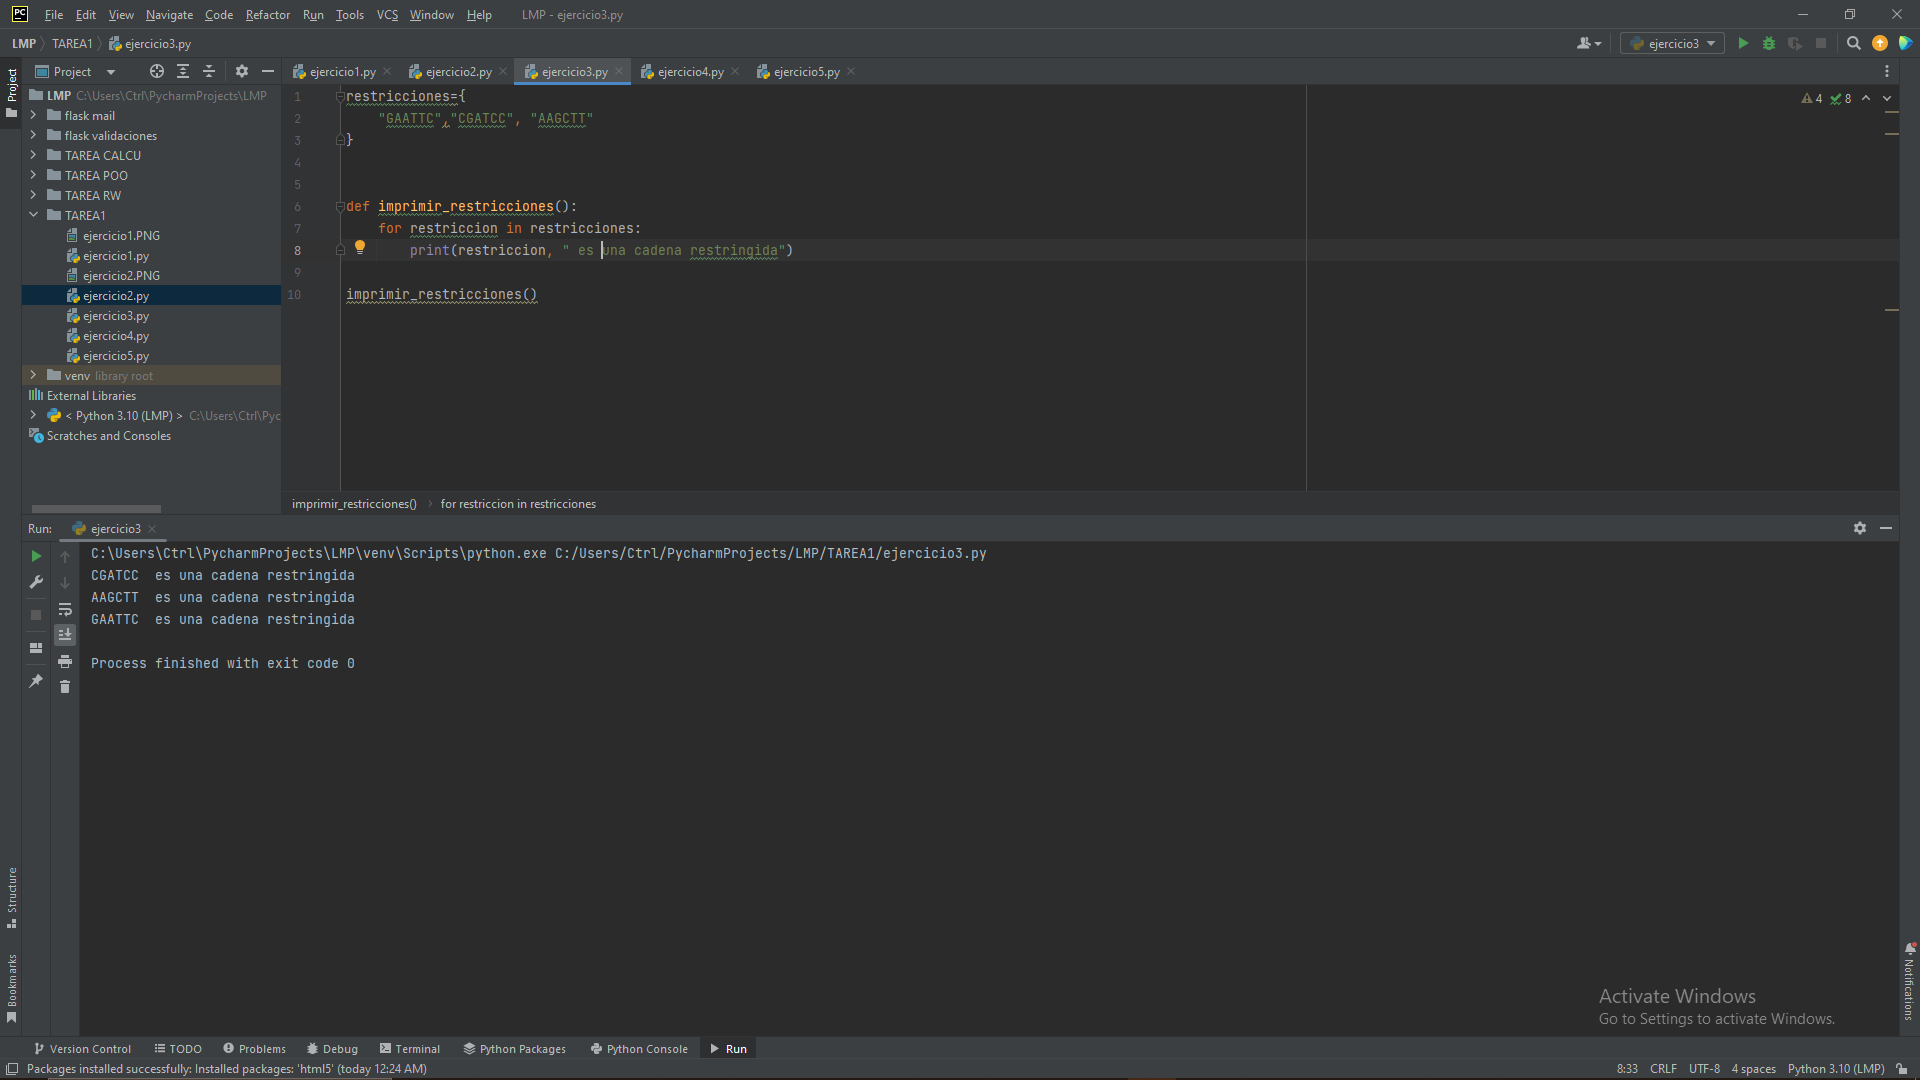 PC File Edit View Navigate Code Refactor Run Tools VCS Window Help LMP - ejercicio3.py
LMP TAREA1 ejercicio3.py ejercicio3
Project ejercicio1.py ejercicio2.py ejercicio3.py ejercicio4.py ejercicio5.py
Project
LMP C:\Users\Ctrl\PycharmProjects\LMP
flask mail
flask validaciones
TAREA CALCU
TAREA POO
TAREA RW
TAREA1
ejercicio1.PNG
ejercicio1.py
ejercicio2.PNG
ejercicio2.py
ejercicio3.py
ejercicio4.py
ejercicio5.py
venv library root
External Libraries
< Python 3.10 (LMP) > C:\Users\Ctrl\Pyc
Scratches and Consoles
1 restricciones={
2 "GAATTC","CGATCC", "AAGCTT"
3 }
4
5
6 def imprimir_restricciones():
7 for restriccion in restricciones:
8 print(restriccion, " es una cadena restringida")
9
10 imprimir_restricciones()
4 8
imprimir_restricciones() for restriccion in restricciones
Run: ejercicio3
C:\Users\Ctrl\PycharmProjects\LMP\venv\Scripts\python.exe C:/Users/Ctrl/PycharmProjects/LMP/TAREA1/ejercicio3.py
CGATCC  es una cadena restringida
AAGCTT  es una cadena restringida
GAATTC  es una cadena restringida
Process finished with exit code 0
Structure
Bookmarks
Notifications
Activate Windows
Go to Settings to activate Windows.
Version Control TODO Problems Debug Terminal Python Packages Python Console Run
Packages installed successfully: Installed packages: 'html5' (today 12:24 AM) 8:33 CRLF UTF-8 4 spaces Python 3.10 (LMP)